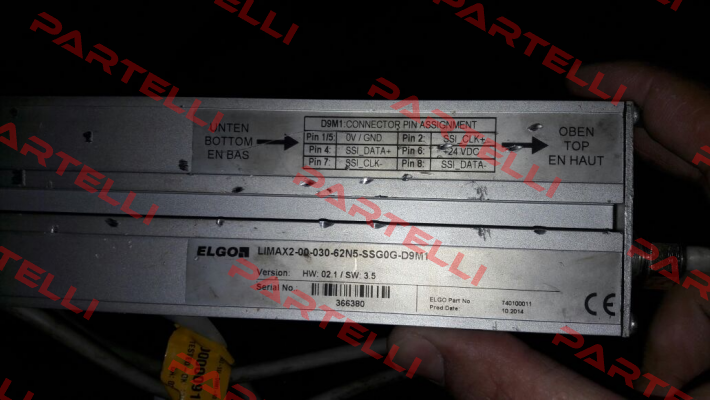 D9M1:CONNECTOR PIN ASSIGNMENT
Pin 1/5: 0V / GND Pin 2: SSI_CLK+
Pin 4: SSI_DATA+ Pin 6: +24 VDC
Pin 7: SSI_CLK- Pin 8: SSI_DATA-
UNTEN
BOTTOM
EN BAS
OBEN
TOP
EN HAUT
ELGO LIMAX2-00-030-62N5-SSG0G-D9M1
Version: HW: 02.1 / SW: 3.5
Serial No.:
366380
ELGO Part No 740100011
Prod Date: 10.2014
CE
PARTELLI
PARTELLI
PARTELLI
PARTELLI
PARTELLI